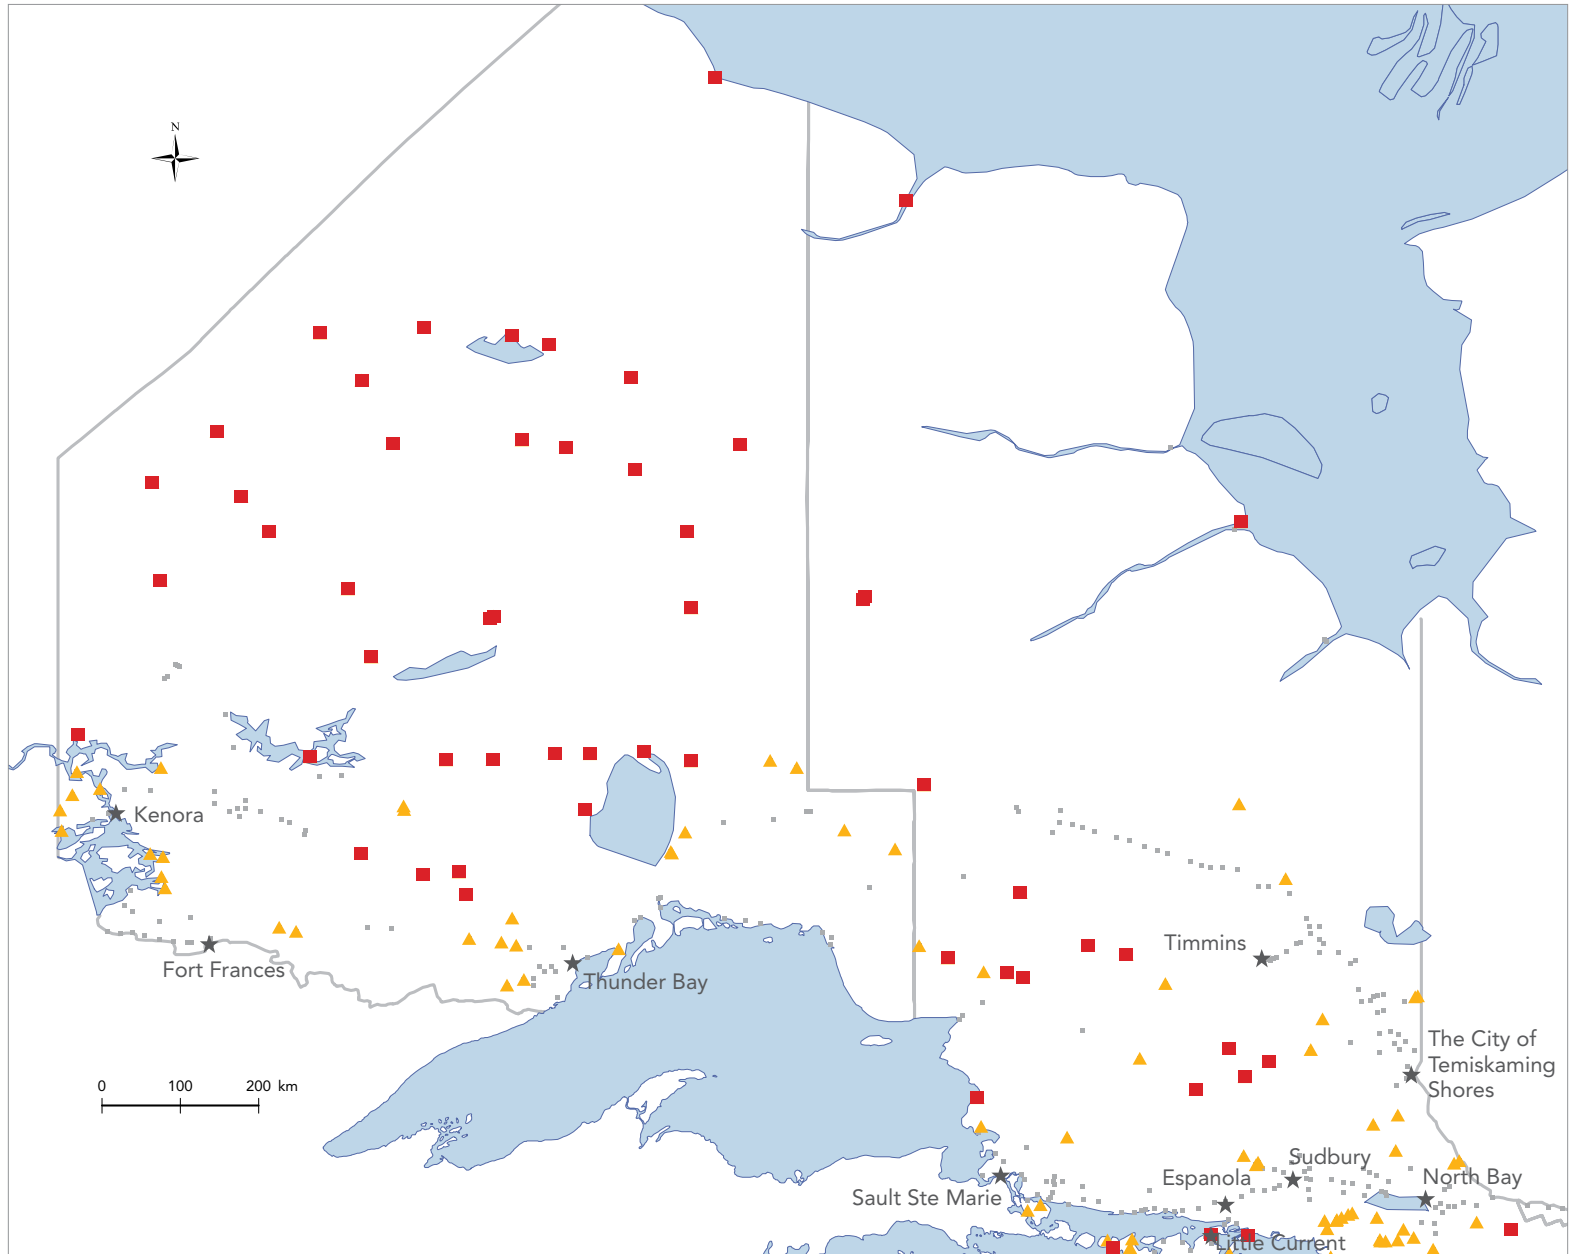 N
Kenora
Fort Frances
Thunder Bay
Timmins
0 100 200 km
The City of
Temiskaming
Shores
Sudbury
Espanola
North Bay
Sault Ste Marie
Little Current